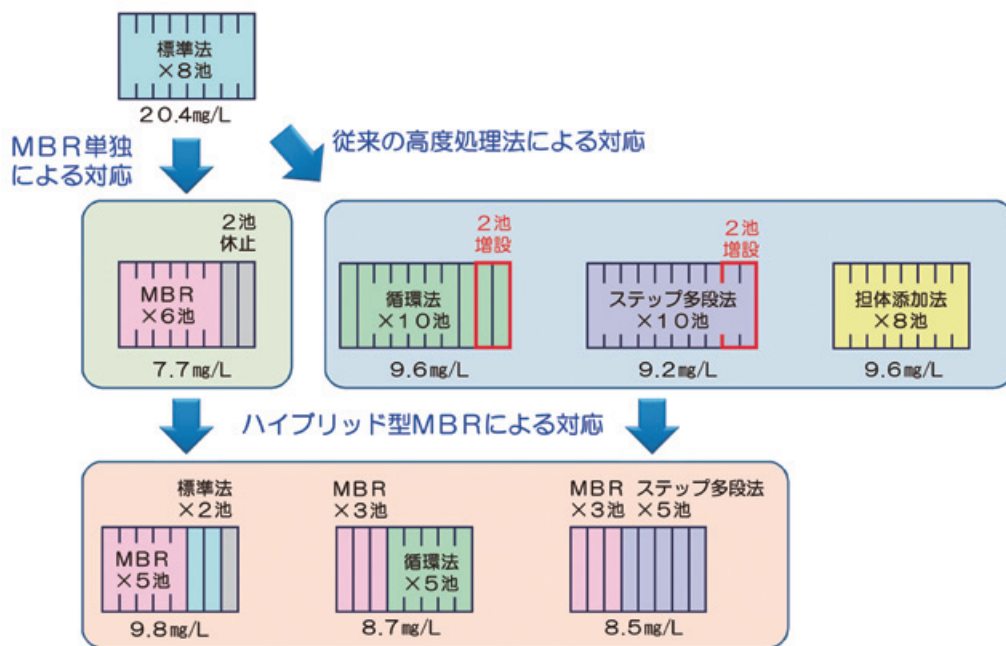 標準法
×8池
20.4mg/L
MBR単独
による対応
従来の高度処理法による対応
2池
休止
MBR
×6池
7.7mg/L
2池
増設
循環法
×10池
9.6mg/L
2池
増設
ステップ多段法
×10池
9.2mg/L
担体添加法
×8池
9.6mg/L
ハイブリッド型MBRによる対応
標準法
×2池
MBR
×5池
9.8mg/L
MBR
×3池
循環法
×5池
8.7mg/L
MBR ステップ多段法
×3池 ×5池
8.5mg/L